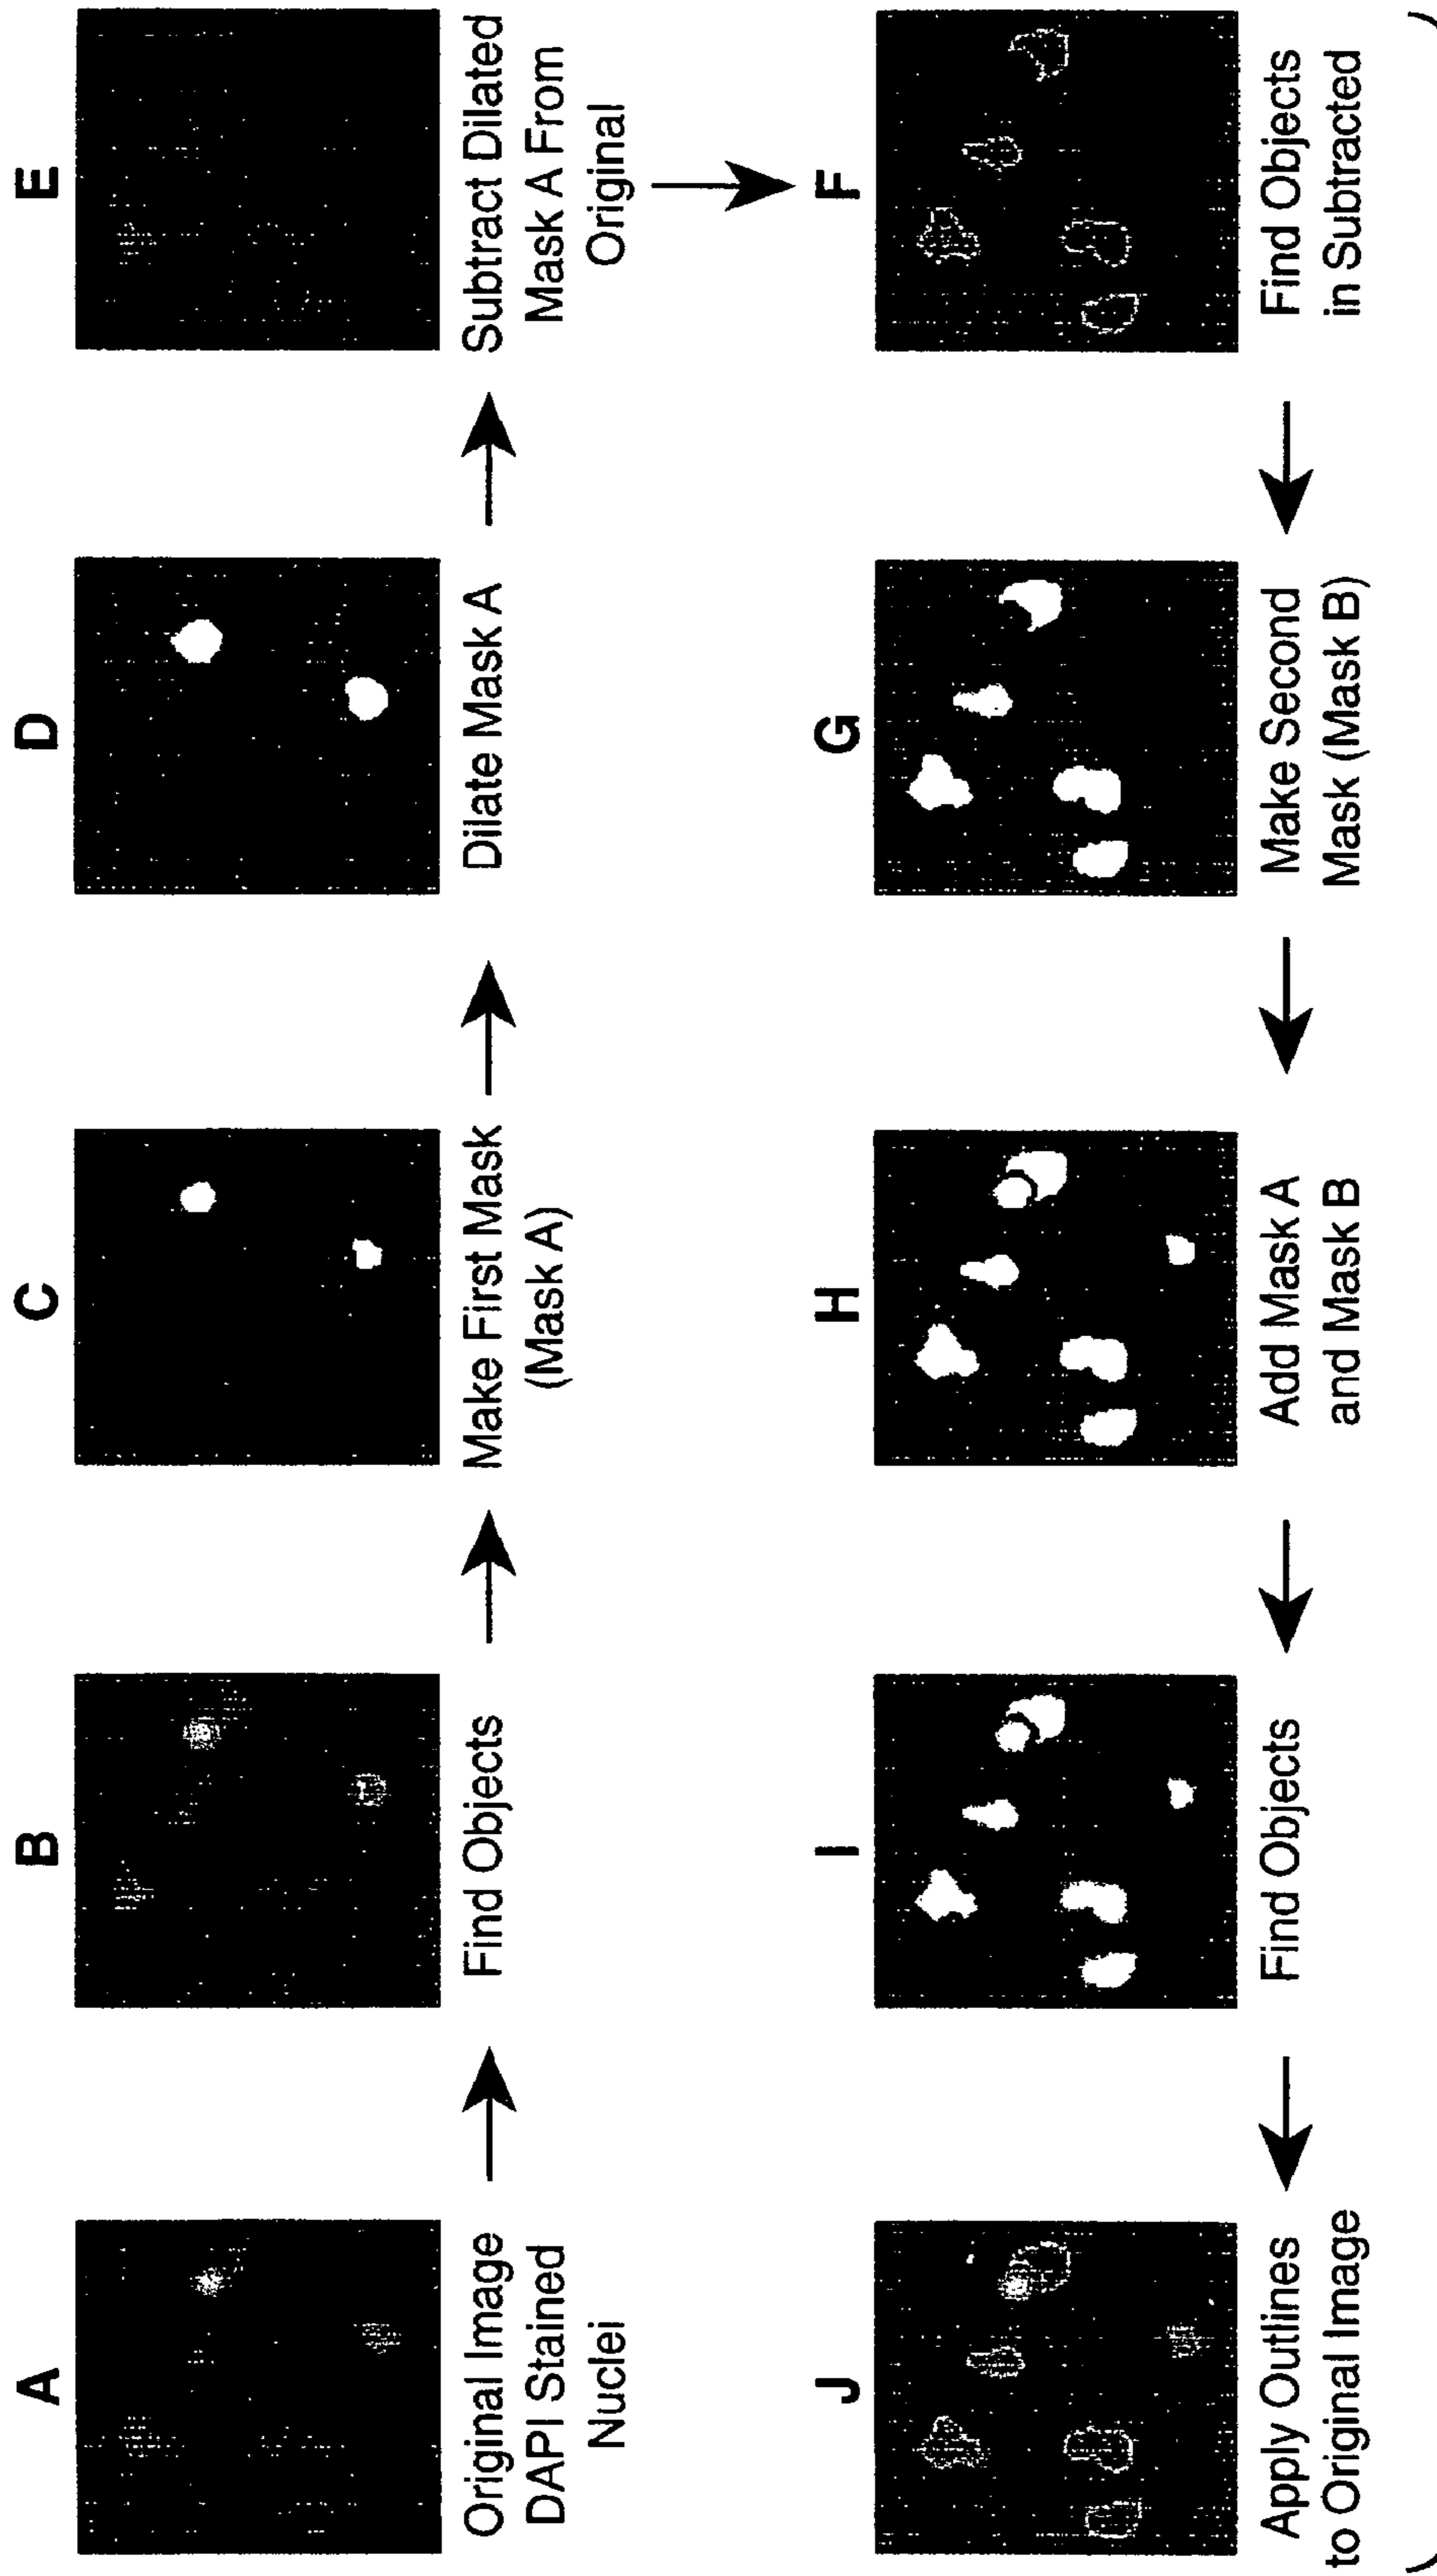 A
Original Image
DAPI Stained
Nuclei
B
Find Objects
C
Make First Mask
(Mask A)
D
Dilate Mask A
E
Subtract Dilated
Mask A From
Original
F
Find Objects
in Subtracted
G
Make Second
Mask (Mask B)
H
Add Mask A
and Mask B
I
Find Objects
J
Apply Outlines
to Original Image